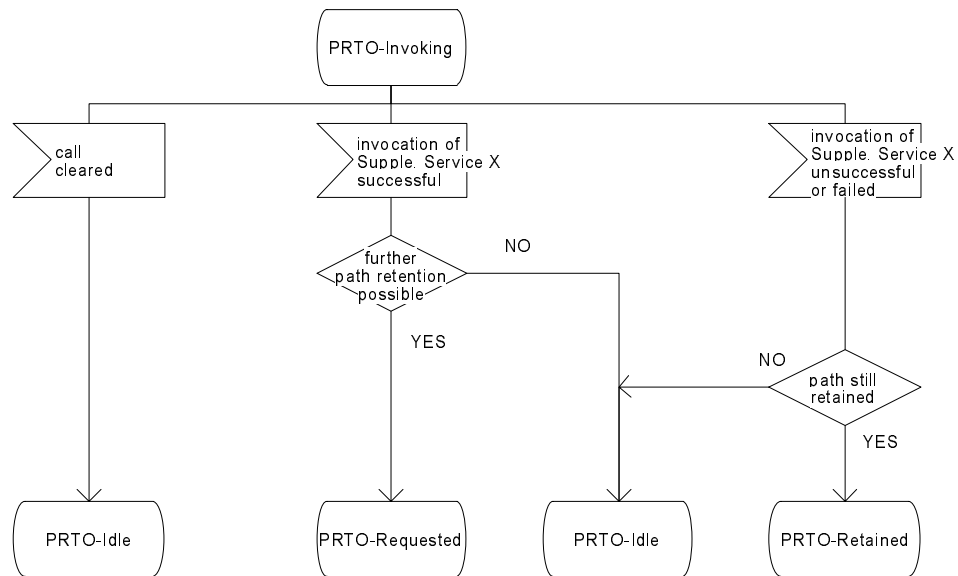 PRTO-Invoking
call
cleared
invocation of
Supple. Service X
successful
invocation of
Supple. Service X
unsuccessful
or failed
further
path retention
possible
NO
YES
NO
path still
retained
YES
PRTO-Idle
PRTO-Requested
PRTO-Idle
PRTO-Retained